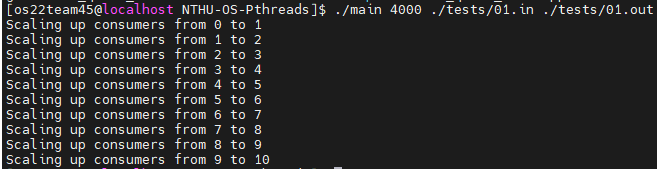 [os22team45@localhost NTHU-OS-Pthreads]$ ./main 4000 ./tests/01.in ./tests/01.out
Scaling up consumers from 0 to 1
Scaling up consumers from 1 to 2
Scaling up consumers from 2 to 3
Scaling up consumers from 3 to 4
Scaling up consumers from 4 to 5
Scaling up consumers from 5 to 6
Scaling up consumers from 6 to 7
Scaling up consumers from 7 to 8
Scaling up consumers from 8 to 9
Scaling up consumers from 9 to 10